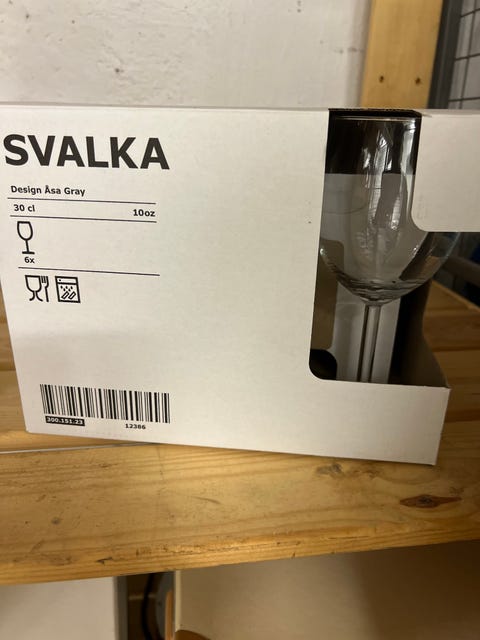 SVALKA
Design Åsa Gray
30 cl 10oz
6x
300.151.23
12386